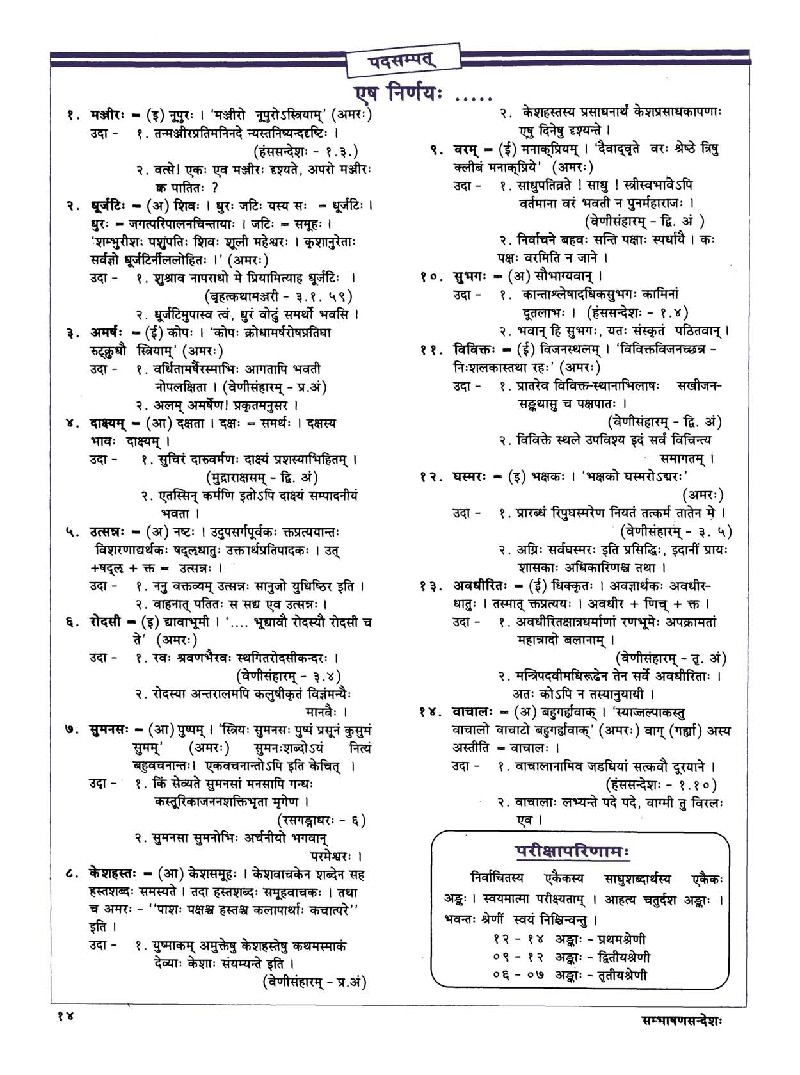 पदसम्पत्
एष निर्णयः .....
१. मञ्जीरः = (इ) नूपुरः । 'मञ्जीरो नूपुरोऽस्त्रियाम्' (अमरः)
उदा - १. तन्मञ्जीरप्रतिमनिनदे न्यस्तनिष्पन्ददृष्टिः ।
(हंससन्देशः - १.३.)
२. वत्से! एकः एव मञ्जीरः दृश्यते, अपरो मञ्जीरः
क्व पातितः ?
२. धूर्जटिः = (अ) शिवः । धुरः जटिः यस्य सः = धूर्जटिः ।
धुरः = जगत्परिपालनचिन्तायाः । जटिः = समूहः ।
'शम्भुरीशः पशुपतिः शिवः शूली महेश्वरः । कृशानुरेताः
सर्वज्ञो धूर्जटिर्नीललोहितः ।' (अमरः)
उदा - १. शुश्राव नापराधो मे प्रियामित्याह धूर्जटिः ।
(बृहत्कथामञ्जरी - ३.१. ५९)
२. धूर्जटिमुपास्व त्वं, धुरं वोढुं समर्थो भवसि ।
३. अमर्षः = (ई) कोपः । 'कोपः क्रोधामर्षरोषप्रतिघा
रुट्क्रुधौ स्त्रियाम्' (अमरः)
उदा - १. वर्धितामर्षैरस्माभिः आगतापि भवती
नोपलक्षिता । (वेणीसंहारम् - प्र.अं)
२. अलम् अमर्षेण! प्रकृतमनुसर ।
४. दाक्ष्यम् = (आ) दक्षता । दक्षः = समर्थः । दक्षस्य
भावः दाक्ष्यम् ।
उदा - १. सुचिरं दारुवर्मणः दाक्ष्यं प्रशस्याभिहितम् ।
(मुद्राराक्षसम् - द्वि. अं)
२. एतस्मिन् कर्मणि इतोऽपि दाक्ष्यं सम्पादनीयं
भवता ।
५. उत्सन्नः = (अ) नष्टः । उदुपसर्गपूर्वकः क्तप्रत्ययान्तः
विशरणाद्यर्थकः षद्लृधातुः उक्तार्थप्रतिपादकः । उत्
+षद्लृ + क्त = उत्सन्नः ।
उदा - १. ननु वक्तव्यम् उत्सन्नः सानुजो युधिष्ठिर इति ।
२. वाहनात् पतितः स सद्य एव उत्सन्नः ।
६. रोदसी = (इ) द्यावाभूमी । '.... भूद्यावौ रोदस्यौ रोदसी च
ते' (अमरः)
उदा - १. रवः श्रवणभैरवः स्थगितरोदसीकन्दरः ।
(वेणीसंहारम् - ३.४)
२. रोदस्या अन्तरालमपि कलुषीकृतं विज्ञंमन्यैः
मानवैः ।
७. सुमनसः = (आ) पुष्पम् । 'स्त्रियः सुमनसः पुष्पं प्रसूनं कुसुमं
सुमम्' (अमरः) सुमनःशब्दोऽयं नित्यं
बहुवचनान्तः। एकवचनान्तोऽपि इति केचित् ।
उदा - १. किं सेव्यते सुमनसां मनसापि गन्धः
कस्तूरिकाजननशक्तिभृता मृगेण ।
(रसगङ्गाधरः - ६)
२. सुमनसा सुमनोभिः अर्चनीयो भगवान्
परमेश्वरः ।
८. केशहस्तः = (आ) केशसमूहः । केशवाचकेन शब्देन सह
हस्तशब्दः समस्यते । तदा हस्तशब्दः समूहवाचकः । तथा
च अमरः - "पाशः पक्षश्च हस्तश्च कलापार्थाः कचात्परे"
इति ।
उदा - १. युष्माकम् अमुक्तेषु केशहस्तेषु कथमस्माकं
देव्याः केशाः संयम्यन्ते इति ।
(वेणीसंहारम् - प्र.अं)
२. केशहस्तस्य प्रसाधनार्थं केशप्रसाधकापणाः
एषु दिनेषु दृश्यन्ते ।
९. वरम् = (ई) मनाक्प्रियम् । 'दैवाद्वृते वरः श्रेष्ठे त्रिषु
क्लीबं मनाक्प्रिये' (अमरः)
उदा - १. साधुपतिव्रते ! साधु ! स्त्रीस्वभावेऽपि
वर्तमाना वरं भवती न पुनर्महाराजः ।
(वेणीसंहारम् - द्वि. अं )
२. निर्वाचने बहवः सन्ति पक्षाः स्पर्धायै । कः
पक्षः वरमिति न जाने ।
१०. सुभगः = (अ) सौभाग्यवान् ।
उदा - १. कान्ताश्लेषादधिकसुभगः कामिनां
दूतलाभः । (हंससन्देशः - १.४)
२. भवान् हि सुभगः, यतः संस्कृतं पठितवान् ।
११. विविक्तः = (इ) विजनस्थलम् । 'विविक्तविजनच्छन्न -
निःशलाकास्तथा रहः' (अमरः)
उदा - १. प्रातरेव विविक्त-स्थानाभिलाषः सखीजन-
सङ्कथासु च पक्षपातः ।
(वेणीसंहारम् - द्वि. अं)
२. विविक्ते स्थले उपविश्य इदं सर्वं विचिन्त्य
समागतम् ।
१२. घस्मरः = (इ) भक्षकः । 'भक्षको घस्मरोऽद्मरः'
(अमरः)
उदा - १. प्रारब्धं रिपुघस्मरेण नियतं तत्कर्म तातेन मे ।
(वेणीसंहारम् - ३. ५)
२. अग्निः सर्वघस्मरः इति प्रसिद्धिः, इदानीं प्रायः
शासकाः अधिकारिणश्च तथा ।
१३. अवधीरितः = (ई) धिक्कृतः । अवज्ञार्थकः अवधीर-
धातुः । तस्मात् क्तप्रत्ययः । अवधीर + णिच् + क्त ।
उदा - १. अवधीरितक्षात्रधर्माणां रणभूमेः अपक्रामतां
महान्नादो बलानाम् ।
(वेणीसंहारम् - तृ. अं)
२. मन्त्रिपदवीमधिरूढेन तेन सर्वे अवधीरिताः ।
अतः कोऽपि न तस्यानुयायी ।
१४. वाचालः = (अ) बहुगर्ह्यवाक् । 'स्याज्जल्पाकस्तु
वाचालो वाचाटो बहुगर्ह्यवाक्' (अमरः) वाग् (गर्ह्या) अस्य
अस्तीति = वाचालः ।
उदा - १. वाचालानामिव जडधियां सत्कवौ दूरयाने ।
(हंससन्देशः - १.१०)
२. वाचालाः लभ्यन्ते पदे पदे, वाग्मी तु विरलः
एव ।
परीक्षापरिणामः
निर्वाचितस्य एकैकस्य साधुशब्दार्थस्य एकैकः
अङ्कः । स्वयमात्मा परीक्ष्यताम् । आहत्य चतुर्दश अङ्काः ।
भवन्तः श्रेणीं स्वयं निश्चिन्वन्तु ।
१२ - १४ अङ्काः - प्रथमश्रेणी
०९ - १२ अङ्काः - द्वितीयश्रेणी
०६ - ०७ अङ्काः - तृतीयश्रेणी
१४
सम्भाषणसन्देशः